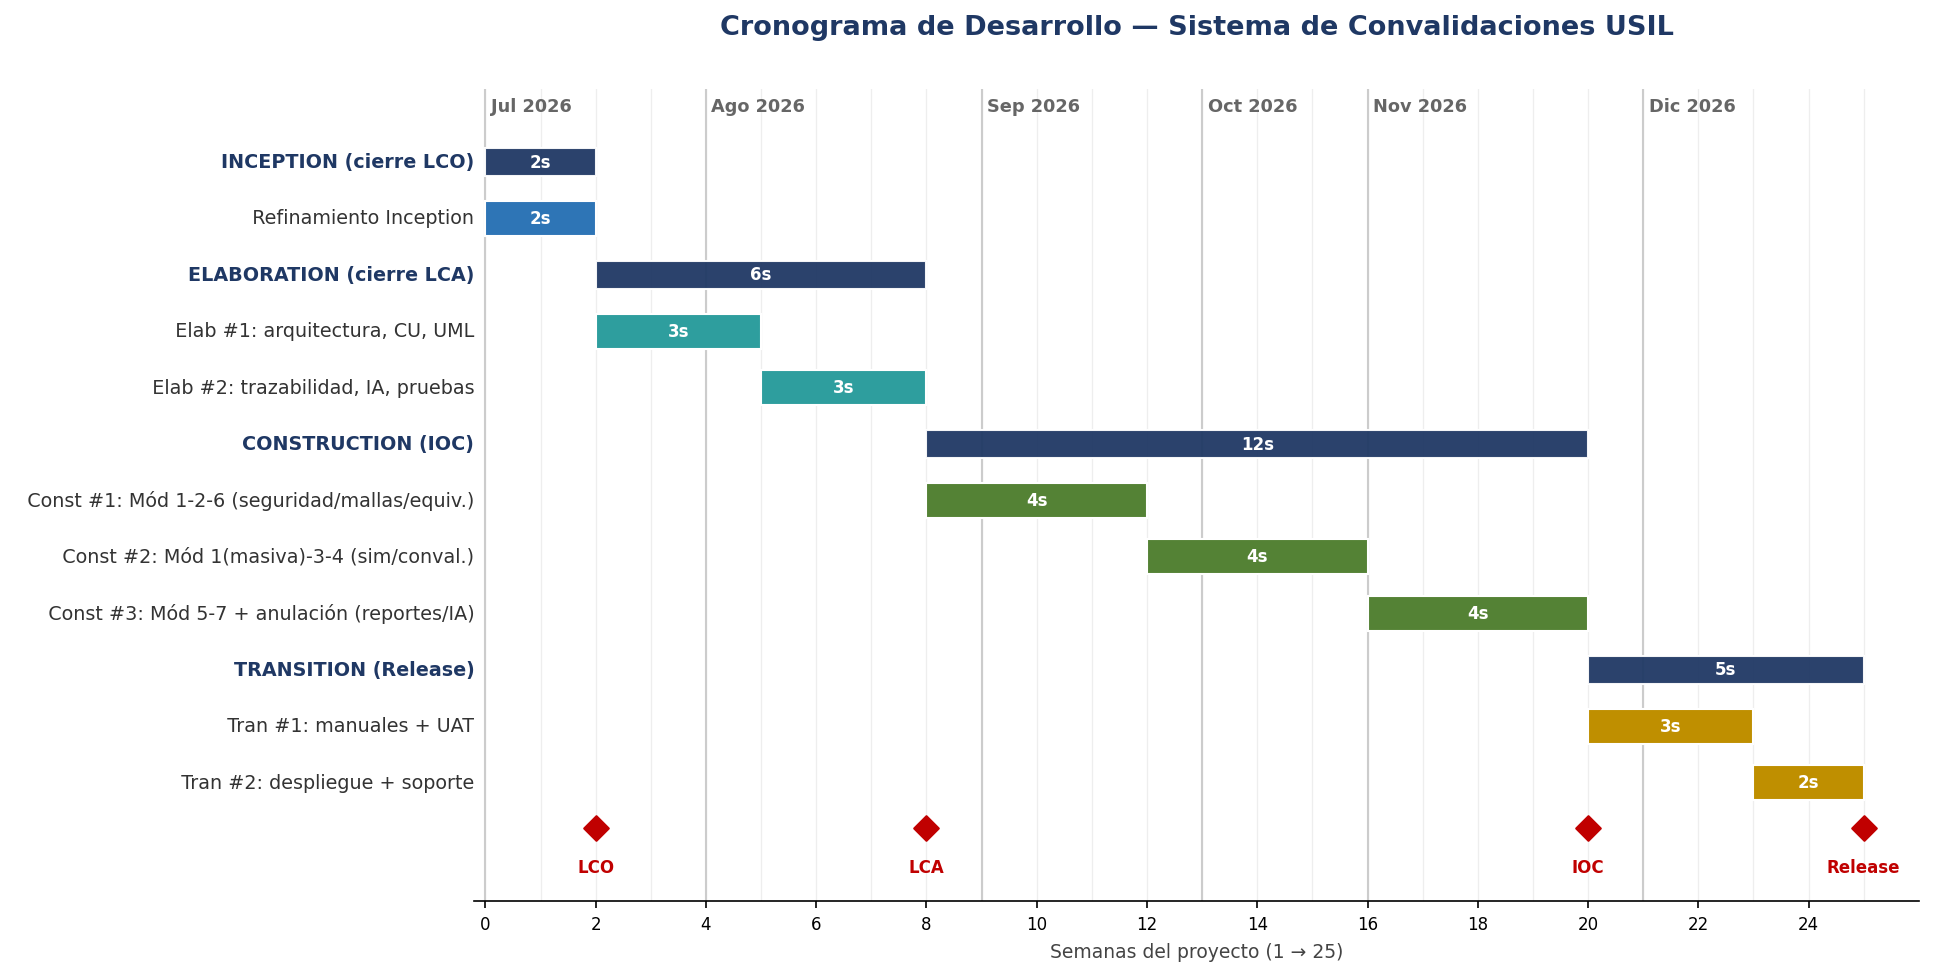 Cronograma de Desarrollo — Sistema de Convalidaciones USIL
Jul 2026 Ago 2026 Sep 2026 Oct 2026 Nov 2026 Dic 2026
INCEPTION (cierre LCO) 2s
Refinamiento Inception 2s
ELABORATION (cierre LCA) 6s
Elab #1: arquitectura, CU, UML 3s
Elab #2: trazabilidad, IA, pruebas 3s
CONSTRUCTION (IOC) 12s
Const #1: Mód 1-2-6 (seguridad/mallas/equiv.) 4s
Const #2: Mód 1(masiva)-3-4 (sim/conval.) 4s
Const #3: Mód 5-7 + anulación (reportes/IA) 4s
TRANSITION (Release) 5s
Tran #1: manuales + UAT 3s
Tran #2: despliegue + soporte 2s
LCO LCA IOC Release
0 2 4 6 8 10 12 14 16 18 20 22 24
Semanas del proyecto (1 → 25)